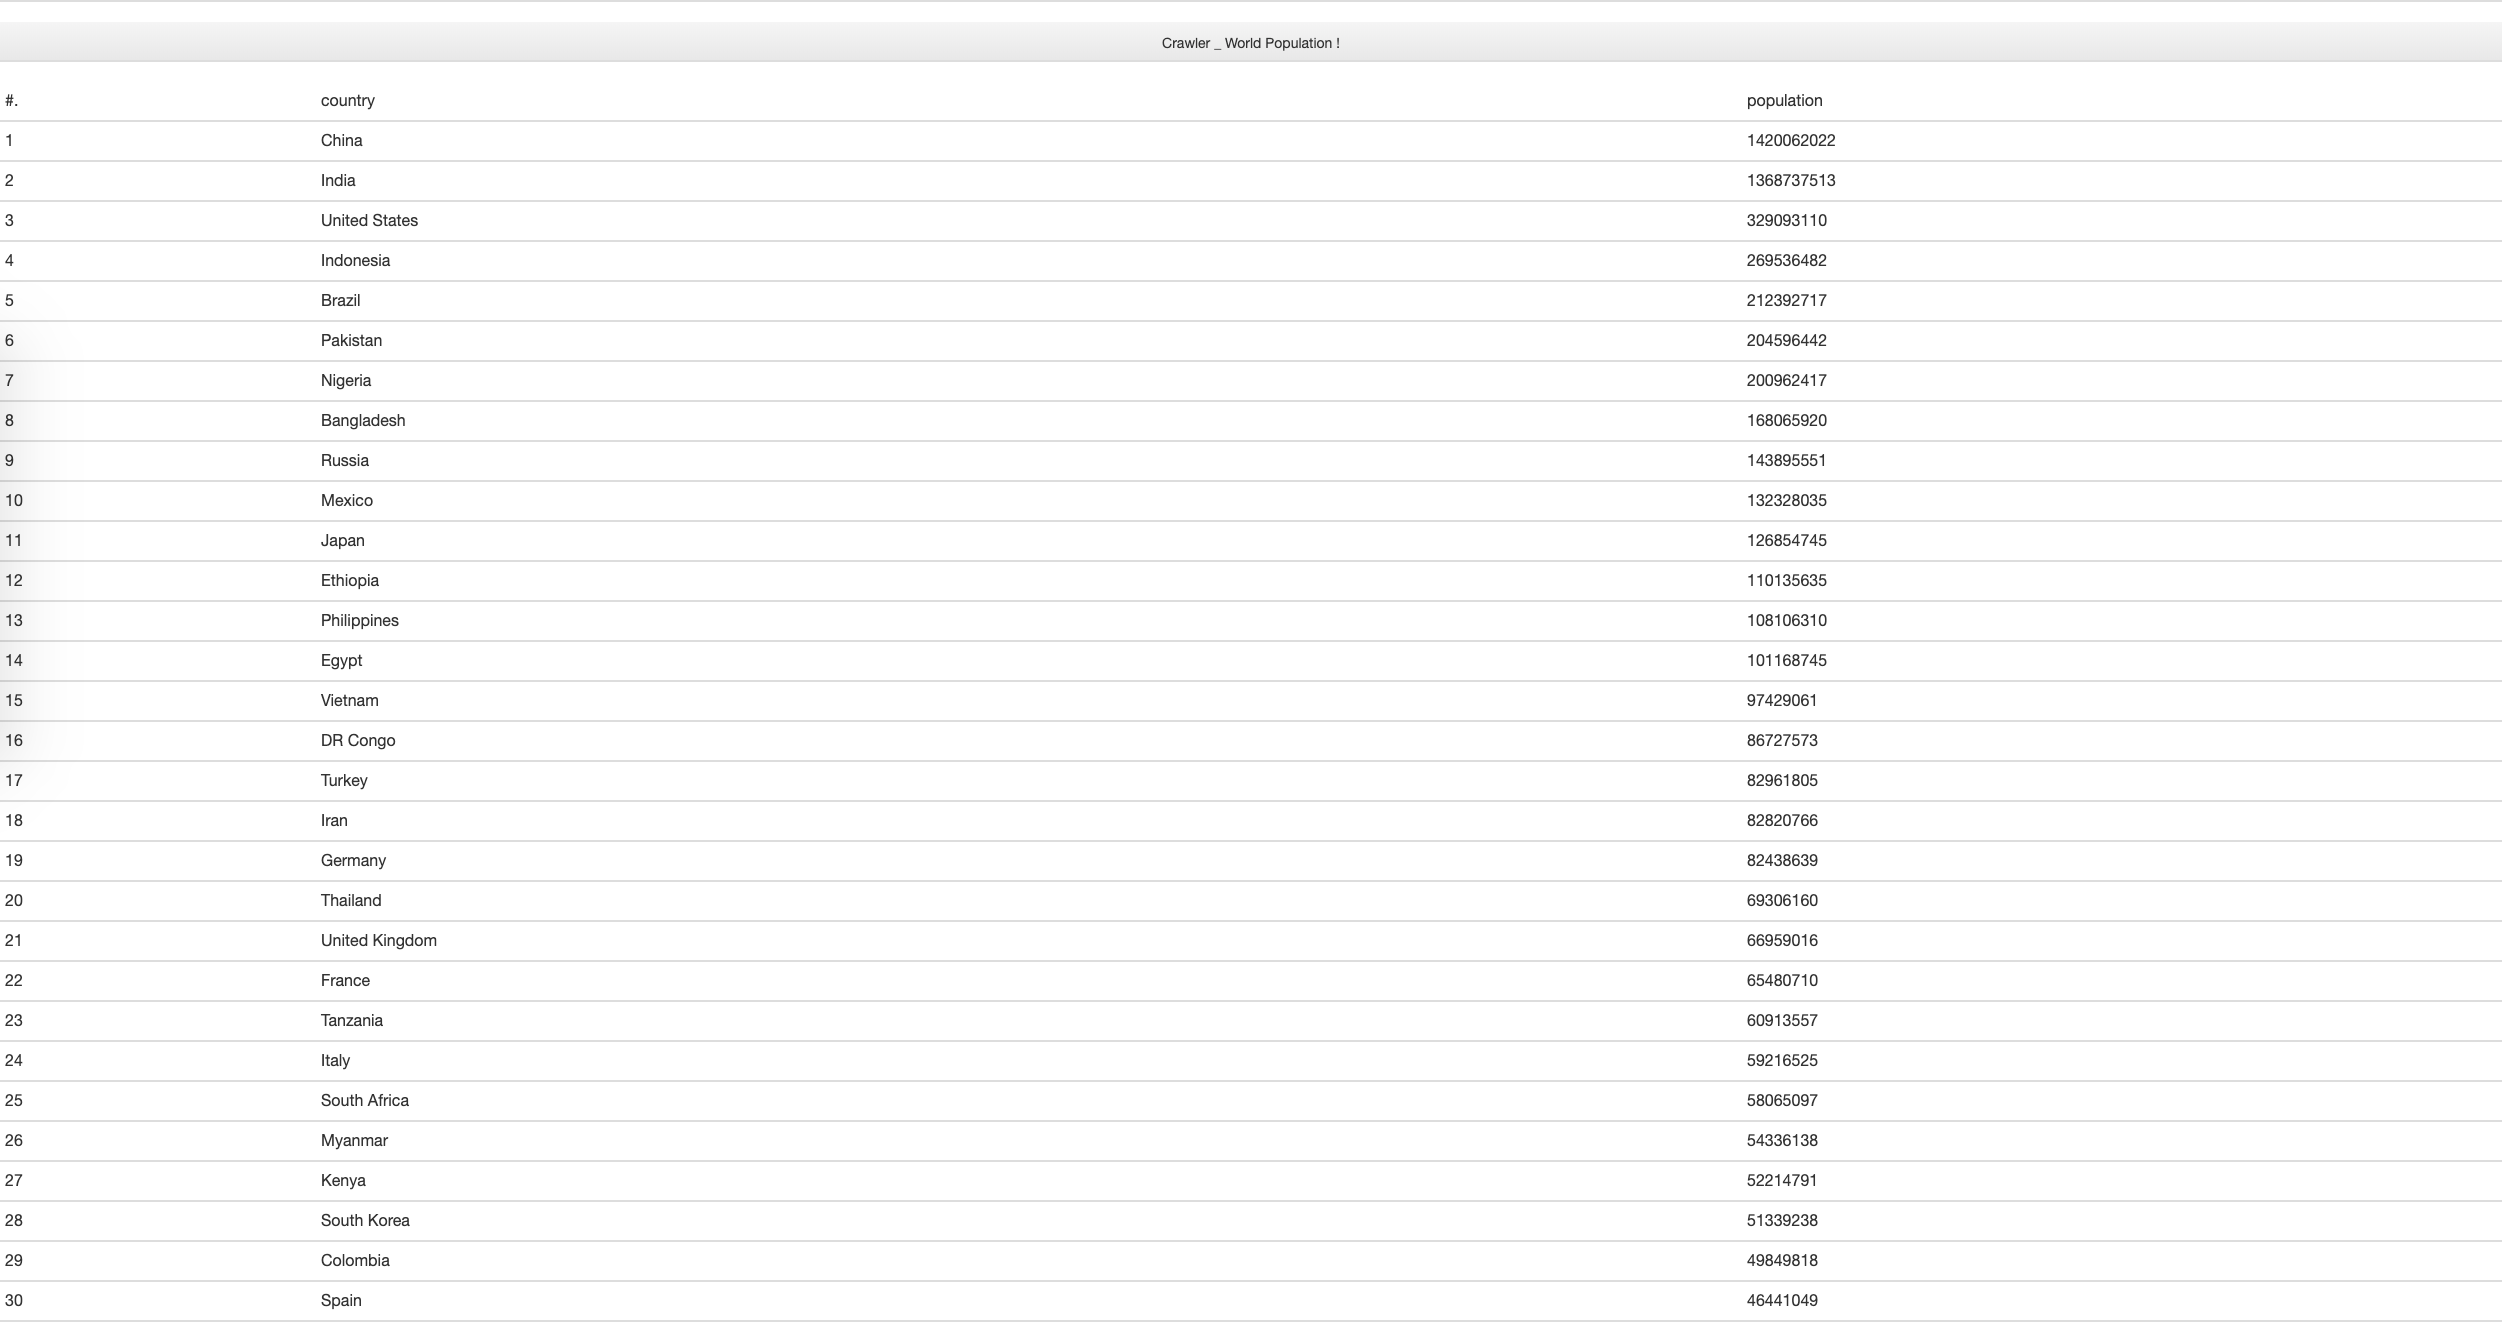 Crawler _ World Population !
#. country population
1 China 1420062022
2 India 1368737513
3 United States 329093110
4 Indonesia 269536482
5 Brazil 212392717
6 Pakistan 204596442
7 Nigeria 200962417
8 Bangladesh 168065920
9 Russia 143895551
10 Mexico 132328035
11 Japan 126854745
12 Ethiopia 110135635
13 Philippines 108106310
14 Egypt 101168745
15 Vietnam 97429061
16 DR Congo 86727573
17 Turkey 82961805
18 Iran 82820766
19 Germany 82438639
20 Thailand 69306160
21 United Kingdom 66959016
22 France 65480710
23 Tanzania 60913557
24 Italy 59216525
25 South Africa 58065097
26 Myanmar 54336138
27 Kenya 52214791
28 South Korea 51339238
29 Colombia 49849818
30 Spain 46441049